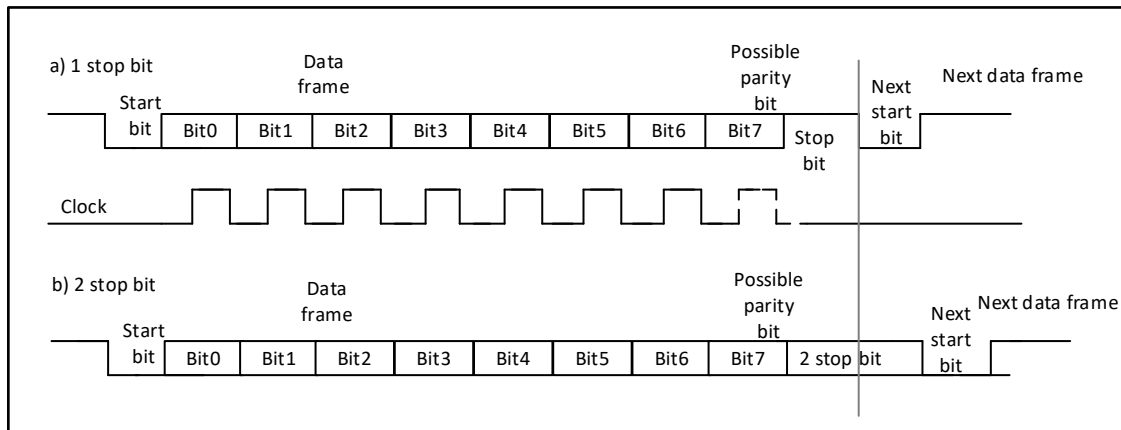 a) 1 stop bit
Data
frame
Possible
parity
bit
Next data frame
Start
bit
Bit0
Bit1
Bit2
Bit3
Bit4
Bit5
Bit6
Bit7
Stop
bit
Next
start
bit
Clock
b) 2 stop bit
Data
frame
Possible
parity
bit
Next data frame
Start
bit
Bit0
Bit1
Bit2
Bit3
Bit4
Bit5
Bit6
Bit7
2 stop bit
Next
start
bit